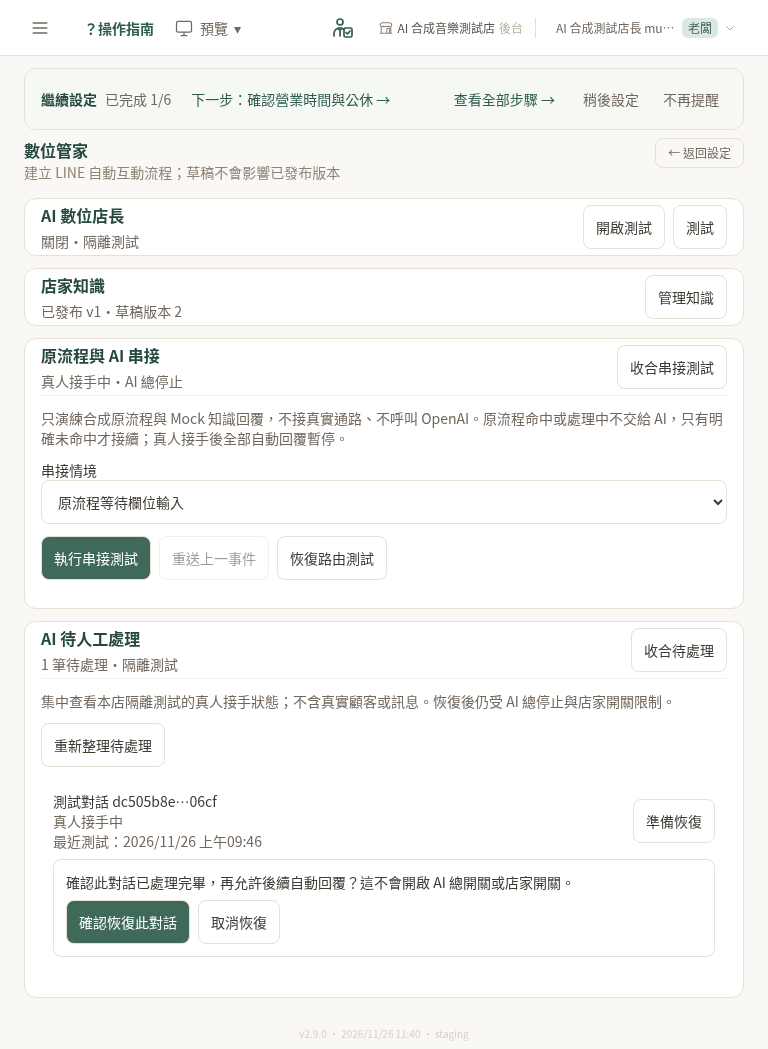 ？操作指南
預覽 ▾
AI 合成音樂測試店 後台
AI 合成測試店長 mu…
老闆
繼續設定 已完成 1/6 下一步：確認營業時間與公休 → 查看全部步驟 → 稍後設定 不再提醒
數位管家
建立 LINE 自動互動流程；草稿不會影響已發布版本
← 返回設定
AI 數位店長
關閉・隔離測試
開啟測試 測試
店家知識
已發布 v1・草稿版本 2
管理知識
原流程與 AI 串接
真人接手中・AI 總停止
收合串接測試
只演練合成原流程與 Mock 知識回覆，不接真實通路、不呼叫 OpenAI。原流程命中或處理中不交給 AI，只有明
確未命中才接續；真人接手後全部自動回覆暫停。
串接情境
原流程等待欄位輸入
執行串接測試 重送上一事件 恢復路由測試
AI 待人工處理
1 筆待處理・隔離測試
收合待處理
集中查看本店隔離測試的真人接手狀態；不含真實顧客或訊息。恢復後仍受 AI 總停止與店家開關限制。
重新整理待處理
測試對話 dc505b8e…06cf
真人接手中
最近測試：2026/11/26 上午09:46
準備恢復
確認此對話已處理完畢，再允許後續自動回覆？這不會開啟 AI 總開關或店家開關。
確認恢復此對話 取消恢復
v2.9.0 ・ 2026/11/26 11:40 ・ staging